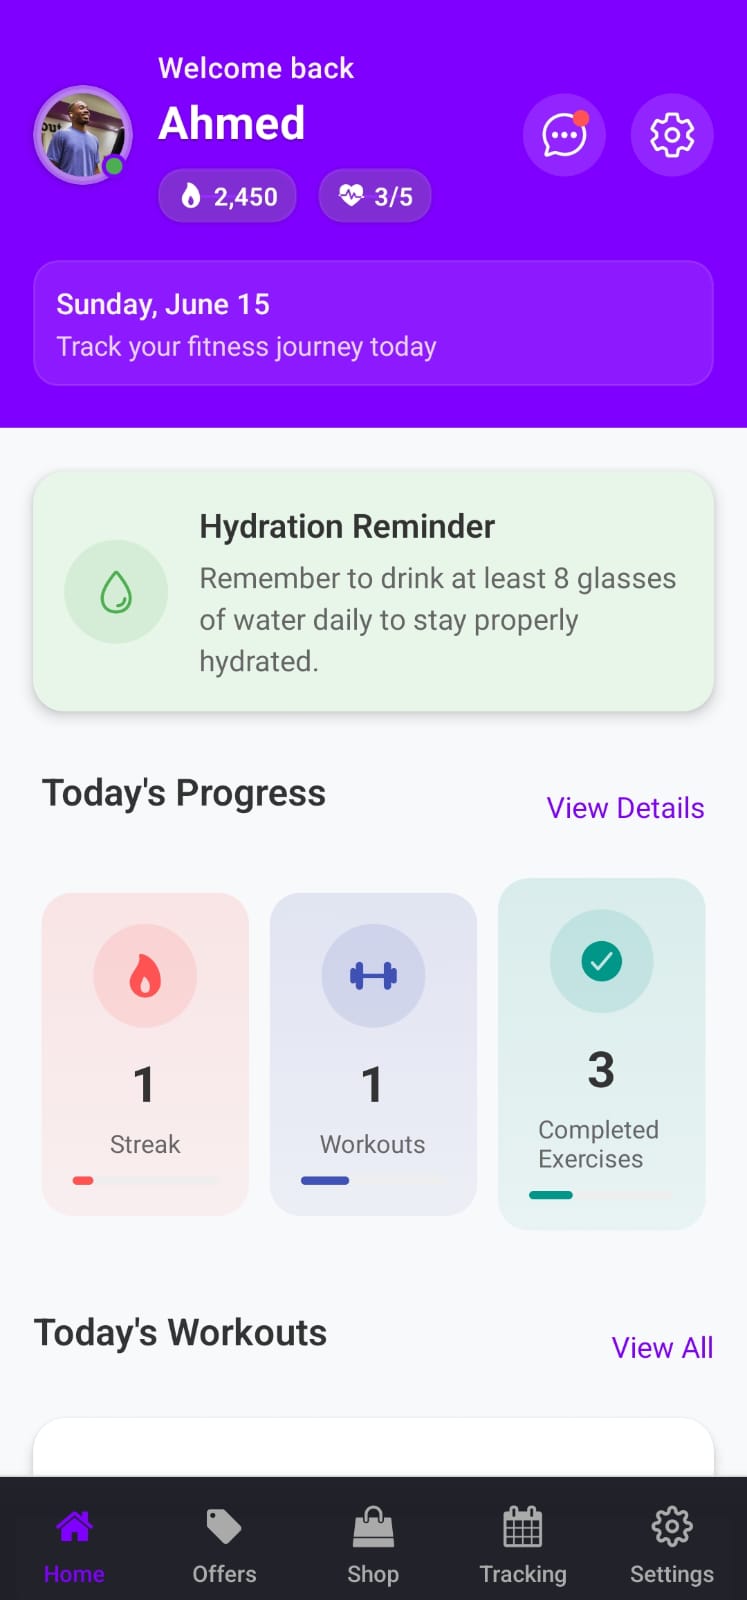 Welcome back
Ahmed
2,450
3/5
Sunday, June 15
Track your fitness journey today
Hydration Reminder
Remember to drink at least 8 glasses
of water daily to stay properly
hydrated.
Today's Progress
View Details
1
Streak
1
Workouts
3
Completed
Exercises
Today's Workouts
View All
Home
Offers
Shop
Tracking
Settings